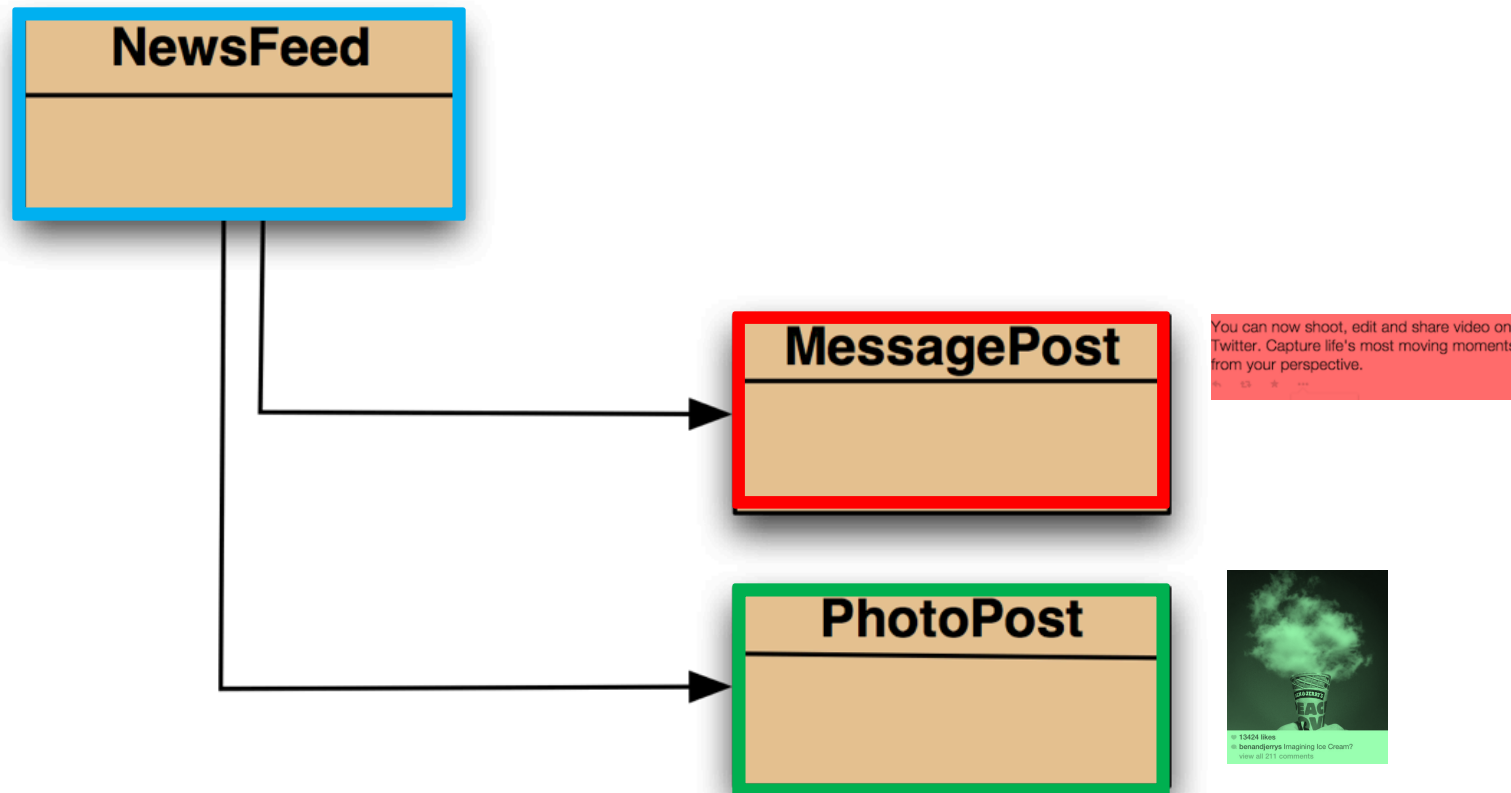 NewsFeed
MessagePost
You can now shoot, edit and share video on
Twitter. Capture life's most moving moments
from your perspective.
PhotoPost
13424 likes
benandjerrys Imagining Ice Cream?
view all 211 comments